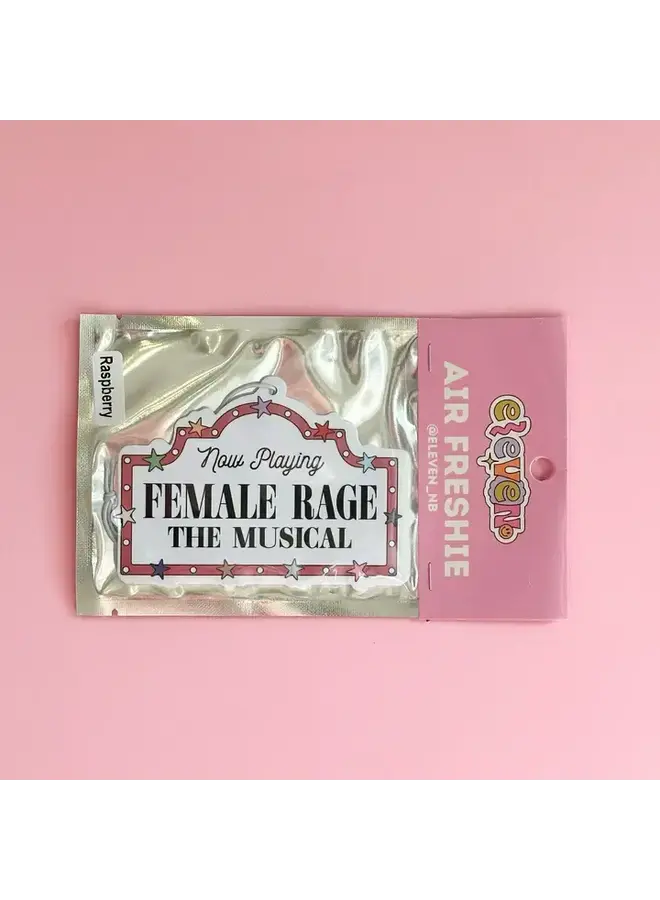 Raspberry
Now Playing
FEMALE RAGE
THE MUSICAL
AIR FRESHIE
@ELEVEN_NB
eleven